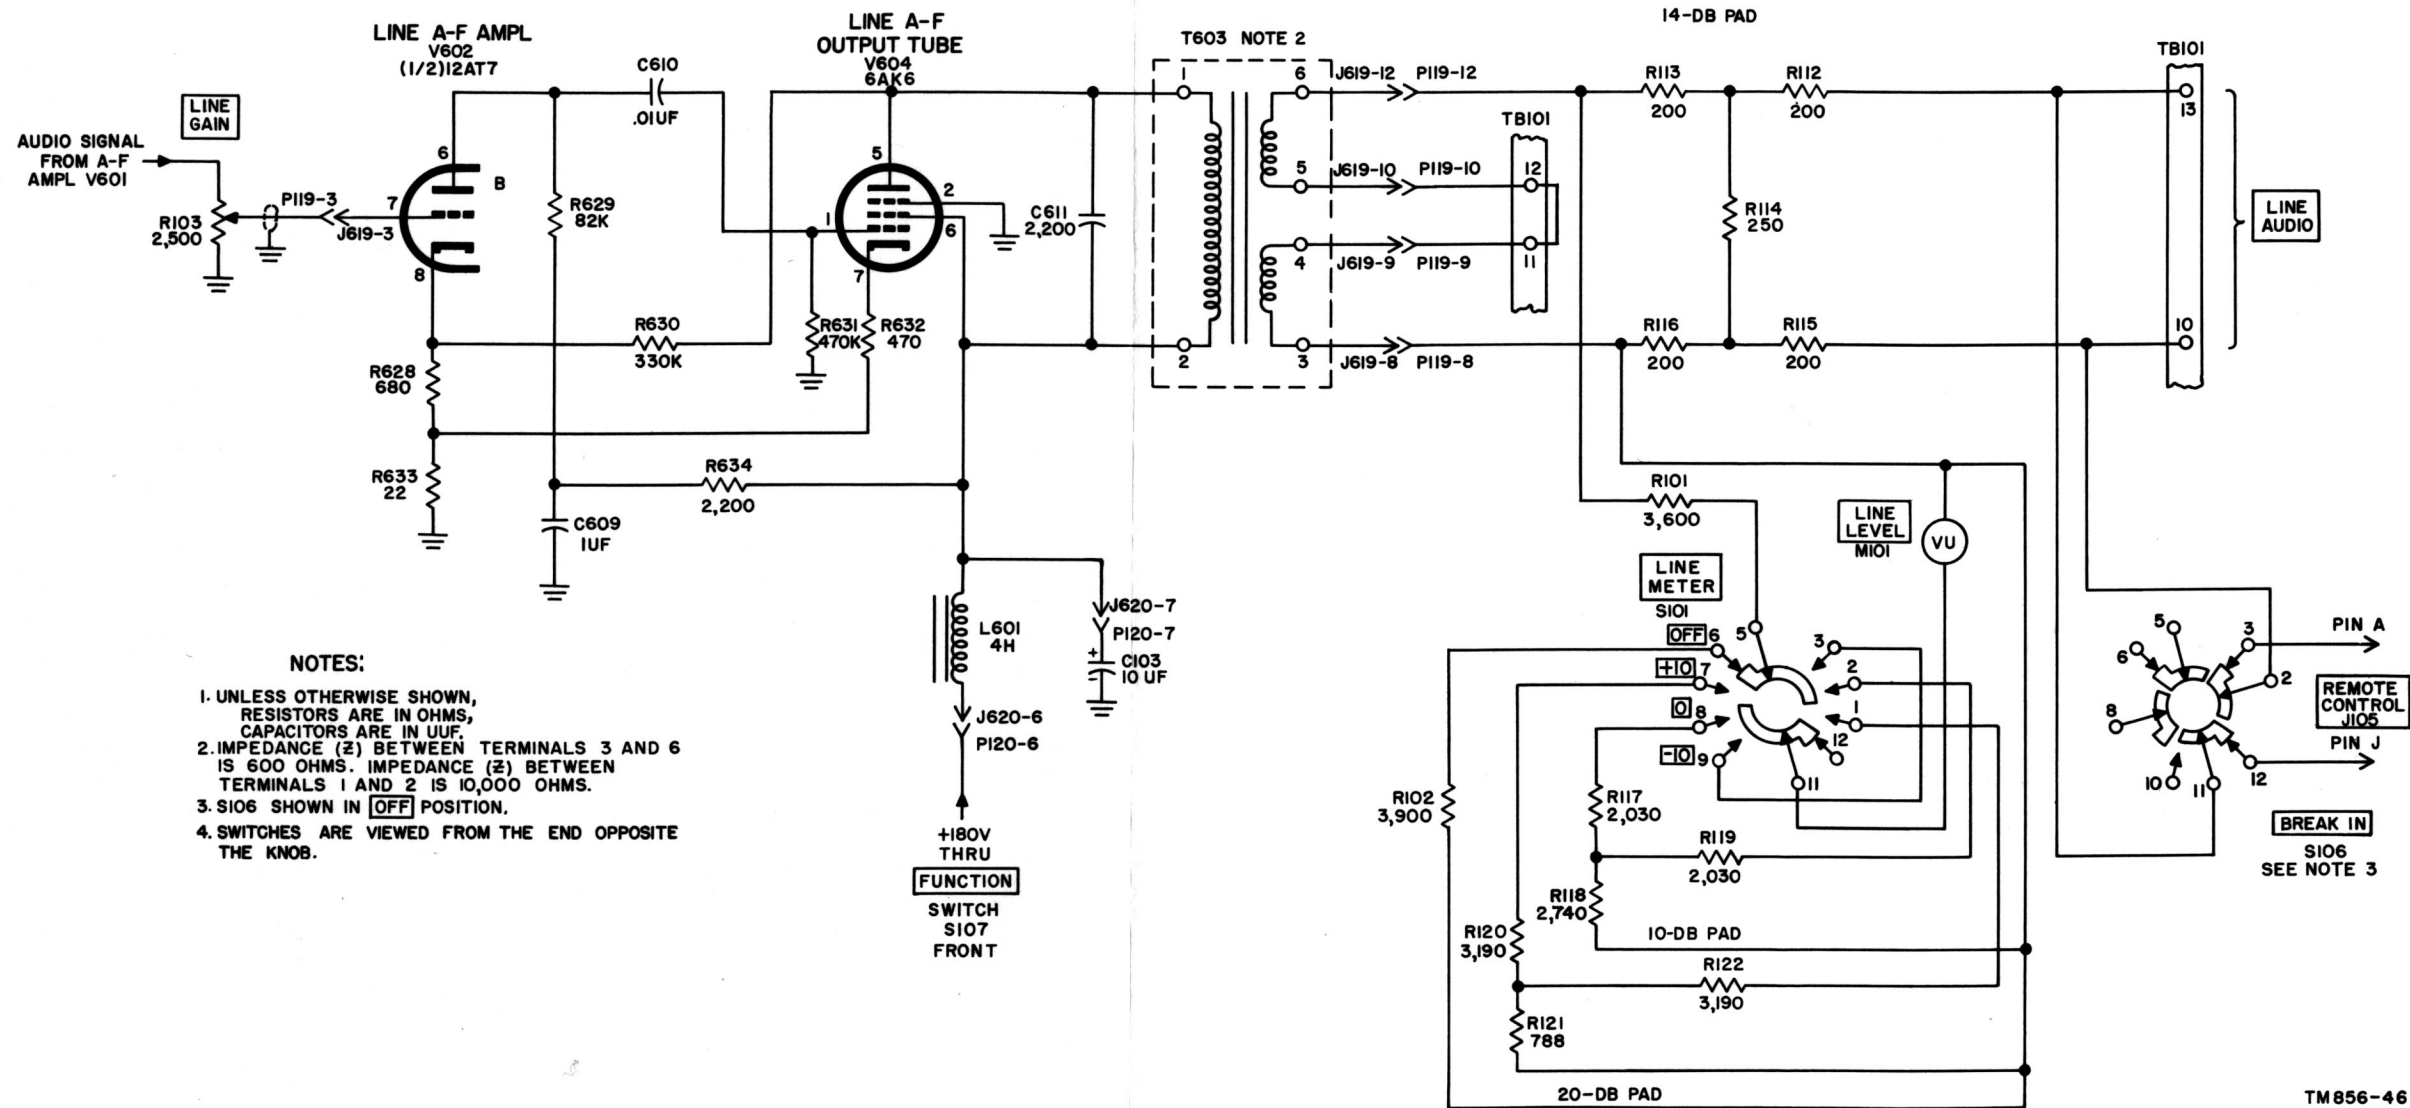 14-DB PAD
LINE A-F AMPL
V602
(1/2)12AT7
LINE A-F
OUTPUT TUBE
V604
6AK6
C610
.01UF
T603 NOTE 2
LINE
GAIN
AUDIO SIGNAL
FROM A-F
AMPL V601
R103
2,500
P119-3
J619-3
6
7
8
B
R629
82K
5
1
2
6
7
C611
2,200
R630
330K
R631
470K
R632
470
R628
680
R633
22
R634
2,200
C609
1UF
1
2
6
5
4
3
J619-12 P119-12
J619-10 P119-10
J619-9 P119-9
J619-8 P119-8
TB101
12
11
R113
200
R112
200
R114
250
R116
200
R115
200
TB101
13
10
LINE
AUDIO
L601
4H
J620-7
P120-7
+
-
C103
10 UF
J620-6
P120-6
+180V
THRU
FUNCTION
SWITCH
S107
FRONT
NOTES:
1. UNLESS OTHERWISE SHOWN,
RESISTORS ARE IN OHMS,
CAPACITORS ARE IN UUF.
2. IMPEDANCE (Z) BETWEEN TERMINALS 3 AND 6
IS 600 OHMS. IMPEDANCE (Z) BETWEEN
TERMINALS 1 AND 2 IS 10,000 OHMS.
3. S106 SHOWN IN OFF POSITION.
4. SWITCHES ARE VIEWED FROM THE END OPPOSITE
THE KNOB.
R101
3,600
LINE
LEVEL
M101
VU
LINE
METER
S101
OFF 6
+10 7
0 8
-10 9
5
3
2
1
12
11
R102
3,900
R117
2,030
R119
2,030
R118
2,740
10-DB PAD
R120
3,190
R122
3,190
R121
788
20-DB PAD
5
6
8
10
11
12
3
2
PIN A
REMOTE
CONTROL
J105
PIN J
BREAK IN
S106
SEE NOTE 3
TM856-46